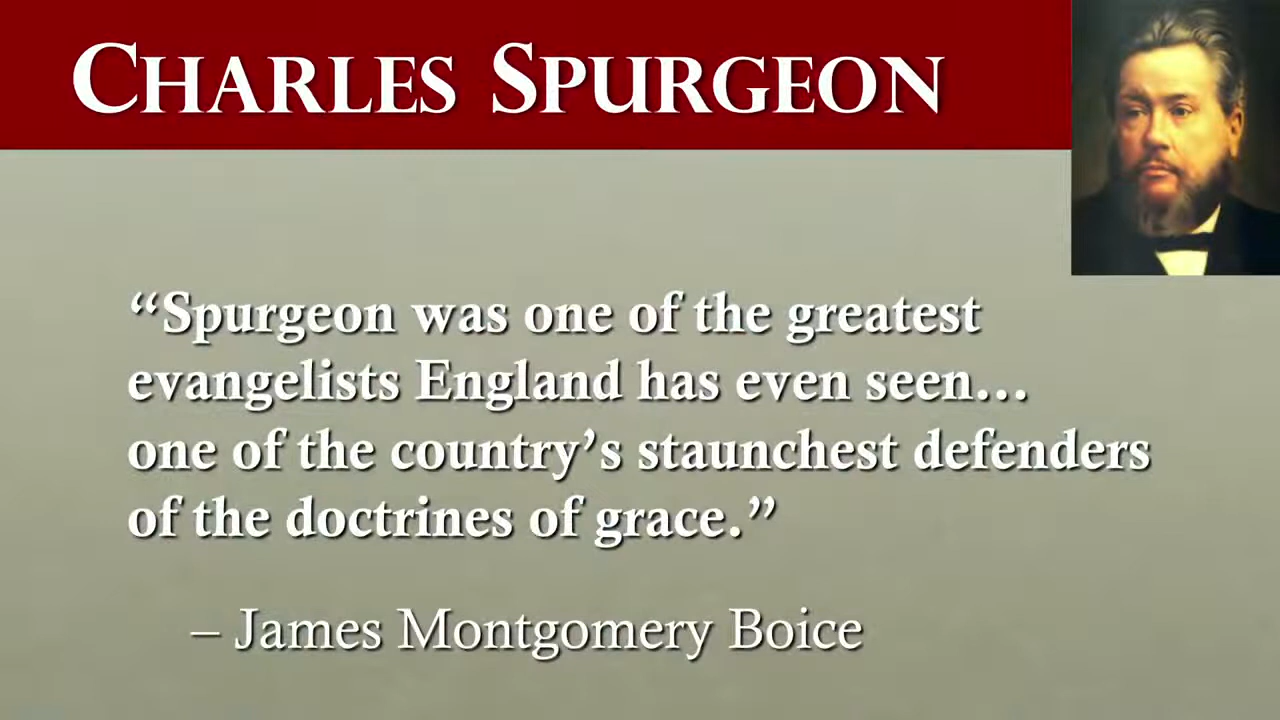 CHARLES SPURGEON
“Spurgeon was one of the greatest
evangelists England has even seen...
one of the country’s staunchest defenders
of the doctrines of grace.”
– James Montgomery Boice